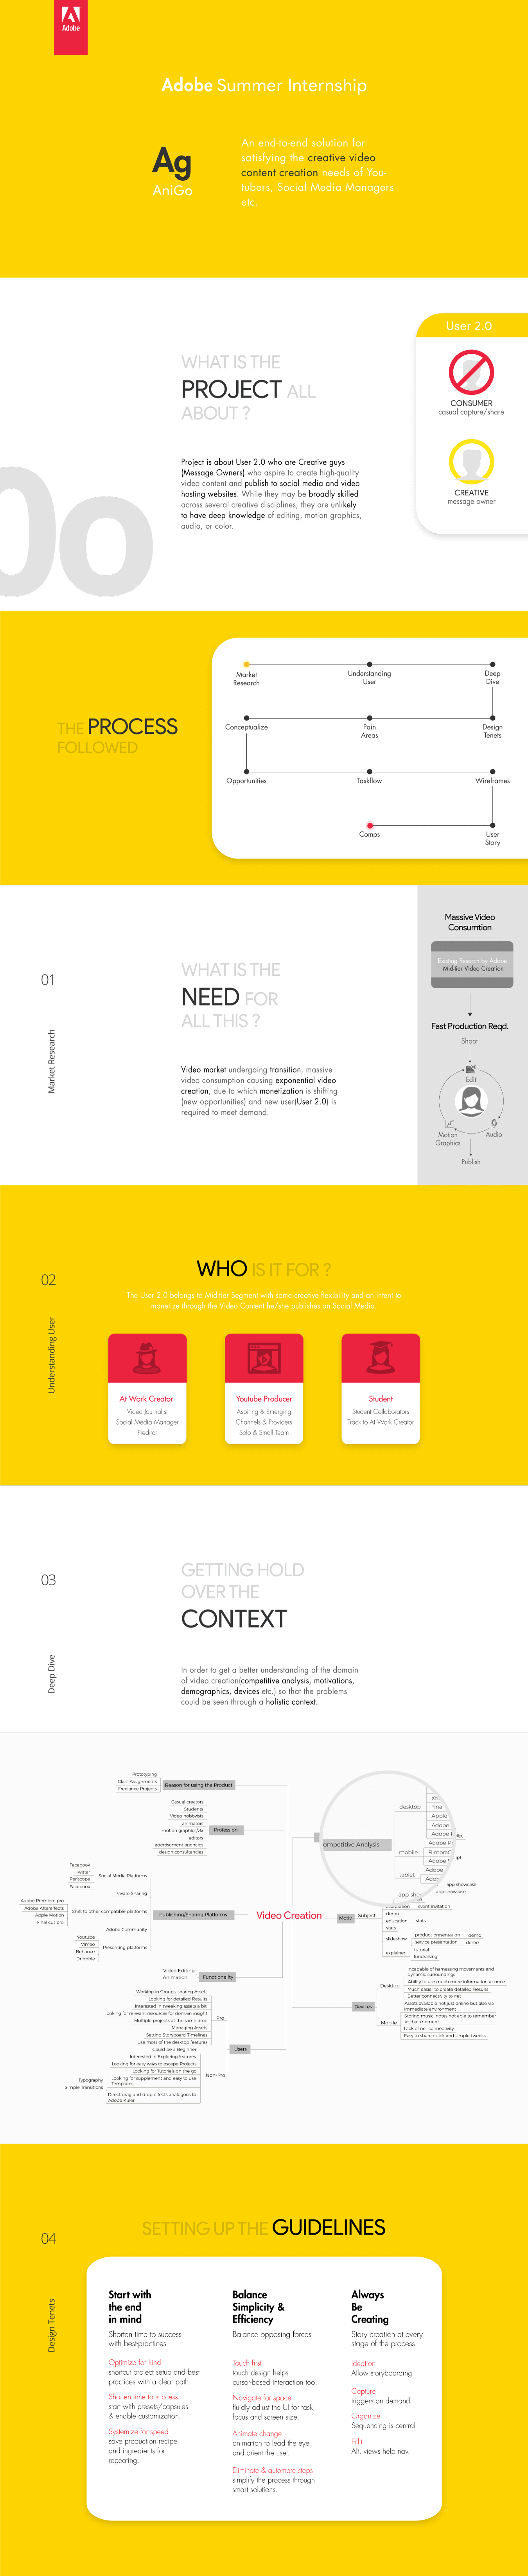 Adobe
Adobe Summer Internship
Ag
AniGo
An end-to-end solution for
satisfying the creative video
content creation needs of You-
tubers, Social Media Managers
etc.
WHAT IS THE
PROJECT ALL
ABOUT ?
Project is about User 2.0 who are Creative guys
(Message Owners) who aspire to create high-quality
video content and publish to social media and video
hosting websites. While they may be broadly skilled
across several creative disciplines, they are unlikely
to have deep knowledge of editing, motion graphics,
audio, or color.
User 2.0
CONSUMER
casual capture/share
CREATIVE
message owner
THE PROCESS
FOLLOWED
Market
Research
Understanding
User
Deep
Dive
Conceptualize
Pain
Areas
Design
Tenets
Opportunities
Taskflow
Wireframes
Comps
User
Story
01
Market Research
WHAT IS THE
NEED FOR
ALL THIS ?
Video market undergoing transition, massive
video consumption causing exponential video
creation, due to which monetization is shifting
(new opportunities) and new user(User 2.0) is
required to meet demand.
Massive Video
Consumtion
Existing Resarch by Adobe
Mid-tier Video Creation
Fast Production Reqd.
Shoot
Edit
Motion
Graphics
Audio
Publish
02
Understanding User
WHO IS IT FOR ?
The User 2.0 belongs to Mid-tier Segment with some creative flexibility and an intent to
monetize through the Video Content he/she publishes on Social Media.
At Work Creator
Video Journalist
Social Media Manager
Preditor
Youtube Producer
Aspiring & Emerging
Channels & Providers
Solo & Small Team
Student
Student Collaborators
Track to At Work Creator
03
Deep Dive
GETTING HOLD
OVER THE
CONTEXT
In order to get a better understanding of the domain
of video creation(competitive analysis, motivations,
demographics, devices etc.) so that the problems
could be seen through a holistic context.
Prototyping
Class Assignments
Freelance Projects
Reason for using the Product
Casual creators
Students
Video hobbyists
animators
motion graphics/vfx
editors
advertisement agencies
design consultancies
Profession
Facebook
Twitter
Periscope
Facebook
Social Media Platforms
Private Sharing
Adobe Premiere pro
Adobe AfterEffects
Apple Motion
Final cut pro
Shift to other compatible platforms
Publishing/Sharing Platforms
Adobe Community
Youtube
Vimeo
Behance
Dribbble
Presenting platforms
Video Editing
Animation
Functionality
Working in Groups, sharing Assets
Looking for detailed Results
Interested in tweeking assets a bit
Looking for relevant resources for domain insight
Multiple projects at the same time
Managing Assets
Setting Storyboard Timelines
Use most of the desktop features
Pro
Users
Could be a Beginner
Interested in Exploring features
Looking for easy ways to escape Projects
Looking for Tutorials on the go
Looking for supplement and easy to use
Templates
Typography
Simple Transitions
Direct drag and drop effects analogous to
Adobe Kuler
Non-Pro
Video Creation
ompetitive Analysis
desktop
Final
Apple
Adobe
mobile
FilmoraG
Adobe
tablet
Adobe
app showcase
app showcase
event invitation
Motiv
Subject
demo
education
stats
stats
slideshow
product presentation
demo
service presentation
demo
explainer
tutorial
fundraising
Devices
Desktop
Incapable of harnessing movements and
dynamic surroundings
Ability to use much more information at once
Much easier to create detailed Results
Better connectivity to net
Mobile
Assets available not just online but also via
immediate environment
Storing music, notes not able to remember
at that moment
Lack of net connectivity
Easy to share quick and simple tweeks
04
Design Tenets
SETTING UP THE GUIDELINES
Start with
the end
in mind
Shorten time to success
with best-practices
Optimize for kind
shortcut project setup and best
practices with a clear path.
Shorten time to success
start with presets/capsules
& enable customization.
Systemize for speed
save production recipe
and ingredients for
repeating.
Balance
Simplicity &
Efficiency
Balance opposing forces
Touch first
touch design helps
cursor-based interaction too.
Navigate for space
fluidly adjust the UI for task,
focus and screen size.
Animate change
animation to lead the eye
and orient the user.
Eliminate & automate steps
simplify the process through
smart solutions.
Always
Be
Creating
Story creation at every
stage of the process
Ideation
Allow storyboarding
Capture
triggers on demand
Organize
Sequencing is central
Edit
Alt. views help nav.